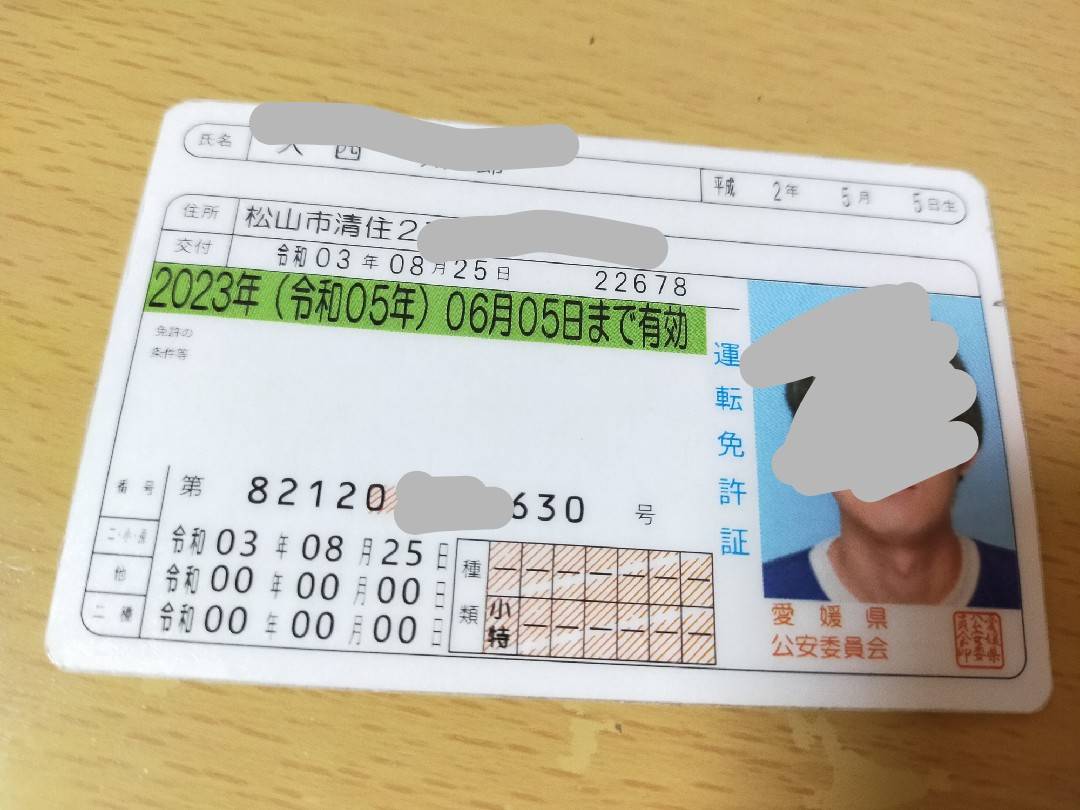 氏名
平成 2年 5月 5日生
住所 松山市清住2
交付 令和03年08月25日 22678
2023年(令和05年)06月05日まで有効
免許の
条件等
運転免許証
番号 第 82120 630 号
二・小・原 令和03年08月25日
他 令和00年00月00日
二種 令和00年00月00日
種類 小特
愛媛県
公安委員会